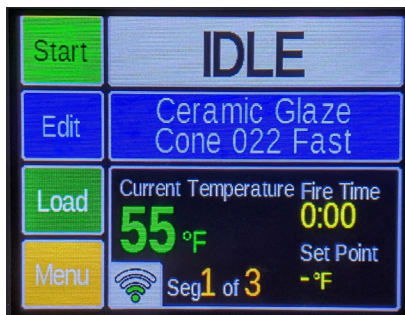 Start
IDLE
Edit
Ceramic Glaze
Cone 022 Fast
Load
Current Temperature
55 °F
Fire Time
0:00
Set Point
- °F
Menu
Seg 1 of 3